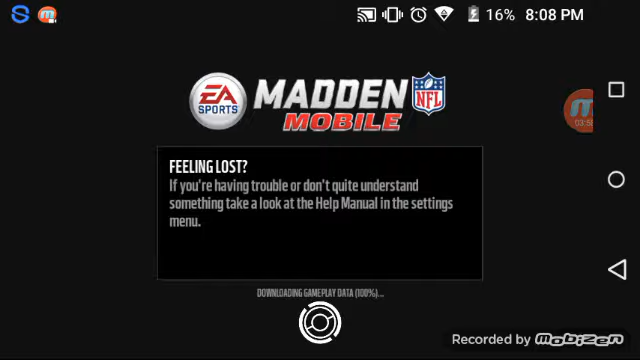 16% 8:08 PM
EA SPORTS MADDEN NFL MOBILE
03:58
FEELING LOST?
If you're having trouble or don't quite understand
something take a look at the Help Manual in the settings
menu.
DOWNLOADING GAMEPLAY DATA (100%)...
Recorded by Mobizen